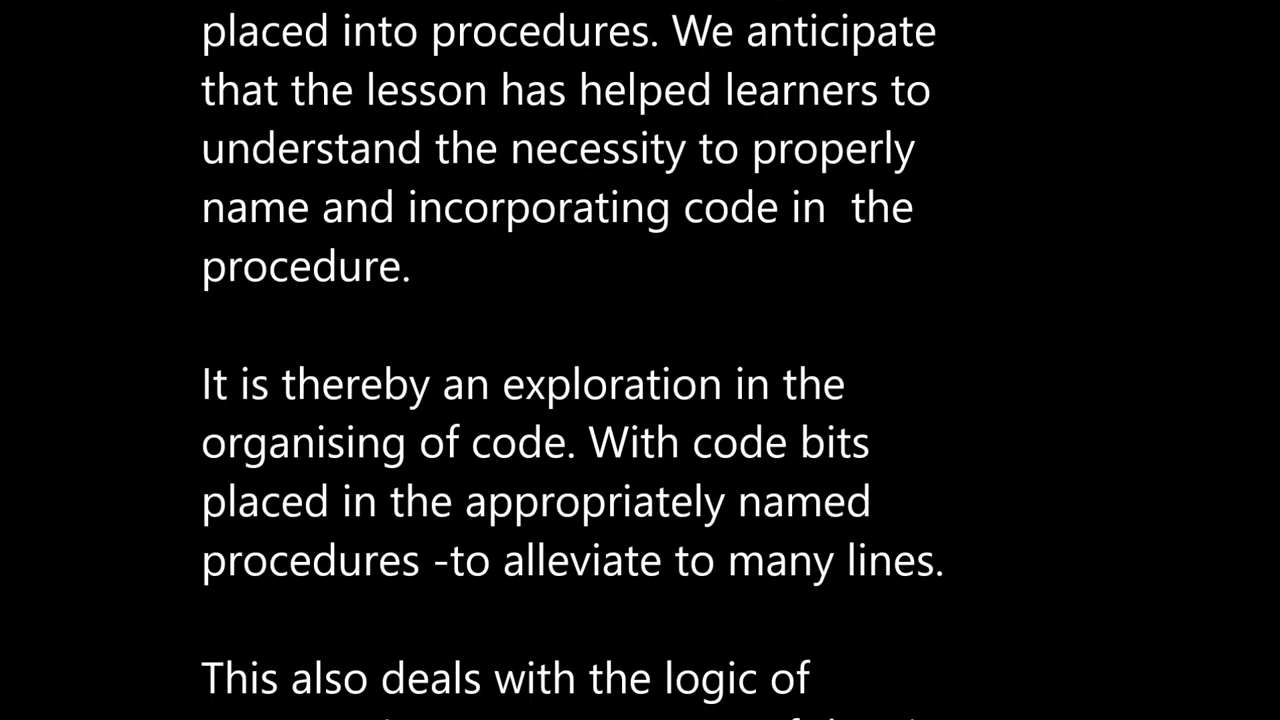 placed into procedures. We anticipate
that the lesson has helped learners to
understand the necessity to properly
name and incorporating code in  the
procedure.
It is thereby an exploration in the
organising of code. With code bits
placed in the appropriately named
procedures -to alleviate to many lines.
This also deals with the logic of